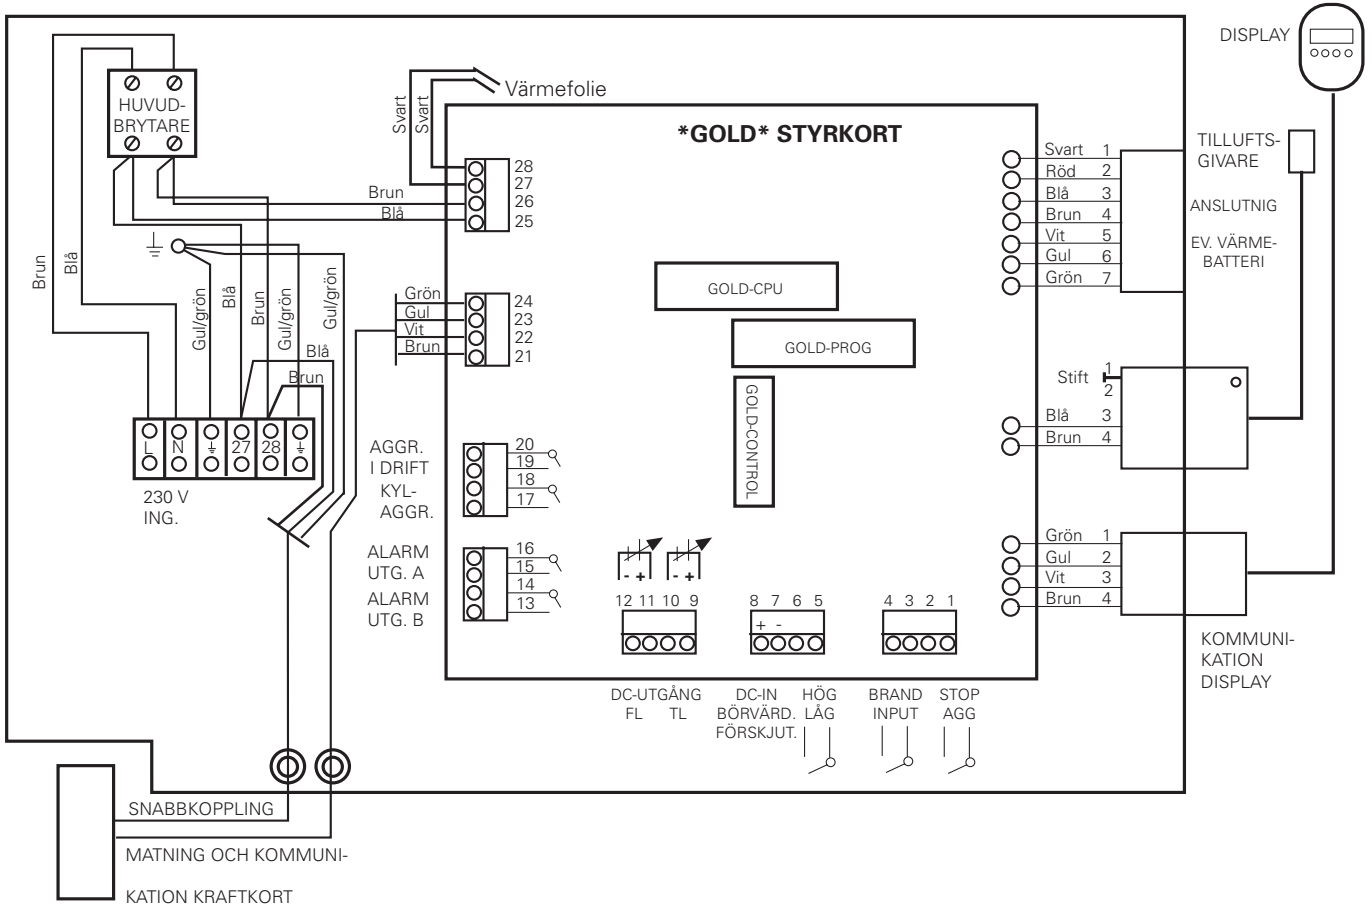 DISPLAY
HUVUD-
BRYTARE
Svart
Svart
Värmefolie
*GOLD* STYRKORT
28
27
26
25
Brun
Blå
Svart 1
Röd 2
Blå 3
Brun 4
Vit 5
Gul 6
Grön 7
TILLUFTS-
GIVARE
ANSLUTNIG
EV. VÄRME-
BATTERI
Brun
Blå
Gul/grön
Blå
Brun
Gul/grön
Gul/grön
Blå
Brun
Grön 24
Gul 23
Vit 22
Brun 21
GOLD-CPU
GOLD-PROG
GOLD-CONTROL
Stift 1
2
Blå 3
Brun 4
L N 27 28
230 V
ING.
AGGR.
I DRIFT
KYL-
AGGR.
20
19
18
17
ALARM
UTG. A
ALARM
UTG. B
16
15
14
13
- + - +
12 11 10 9
8 7 6 5
+ -
4 3 2 1
Grön 1
Gul 2
Vit 3
Brun 4
KOMMUNI-
KATION
DISPLAY
DC-UTGÅNG
FL TL
DC-IN
BÖRVÄRD.
FÖRSKJUT.
HÖG
LÅG
BRAND
INPUT
STOP
AGG
SNABBKOPPLING
MATNING OCH KOMMUNI-
KATION KRAFTKORT